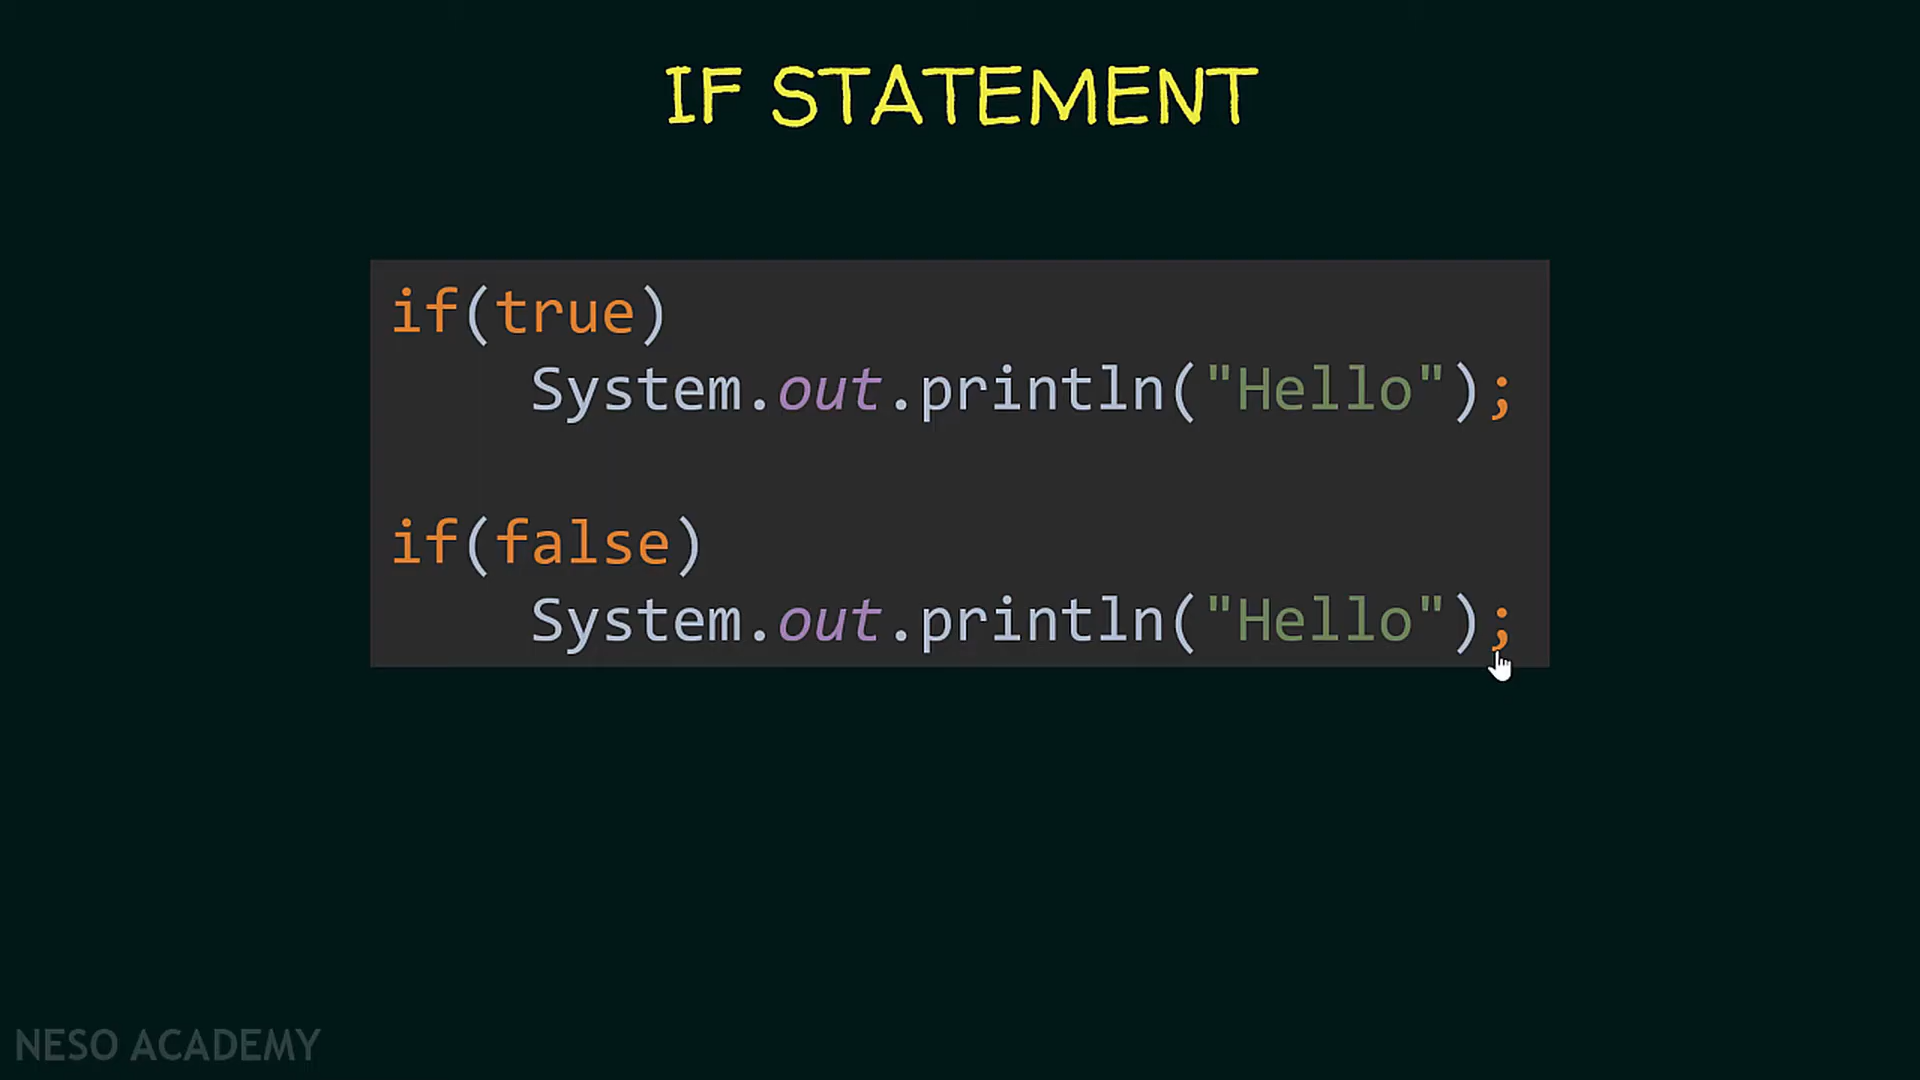 IF STATEMENT
if(true)
System.out.println("Hello");
if(false)
System.out.println("Hello");
NESO ACADEMY